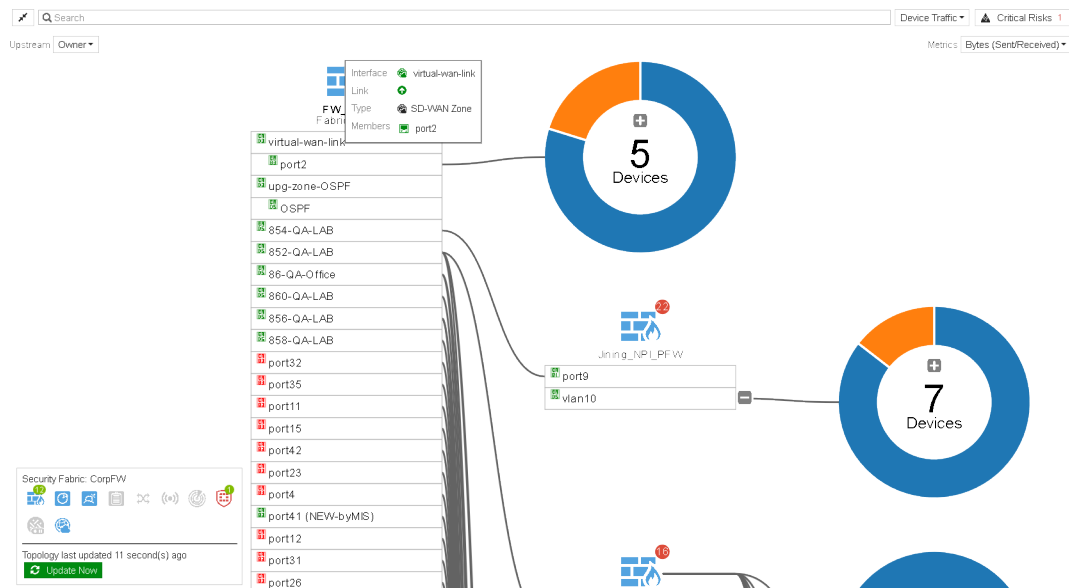 Search
Device Traffic
Critical Risks 1
Upstream Owner
Metrics Bytes (Sent/Received)
Interface virtual-wan-link
Link
Type SD-WAN Zone
Members port2
FW_
Fabri
virtual-wan-link
port2
upg-zone-OSPF
OSPF
854-QA-LAB
852-QA-LAB
86-QA-Office
860-QA-LAB
856-QA-LAB
858-QA-LAB
port32
port35
port11
port15
port42
port23
port4
port41 (NEW-byMIS)
port12
port31
port26
5
Devices
22
Jining_NPI_PFW
port9
vlan10
7
Devices
16
Security Fabric: CorpFW
12
1
Topology last updated 11 second(s) ago
Update Now